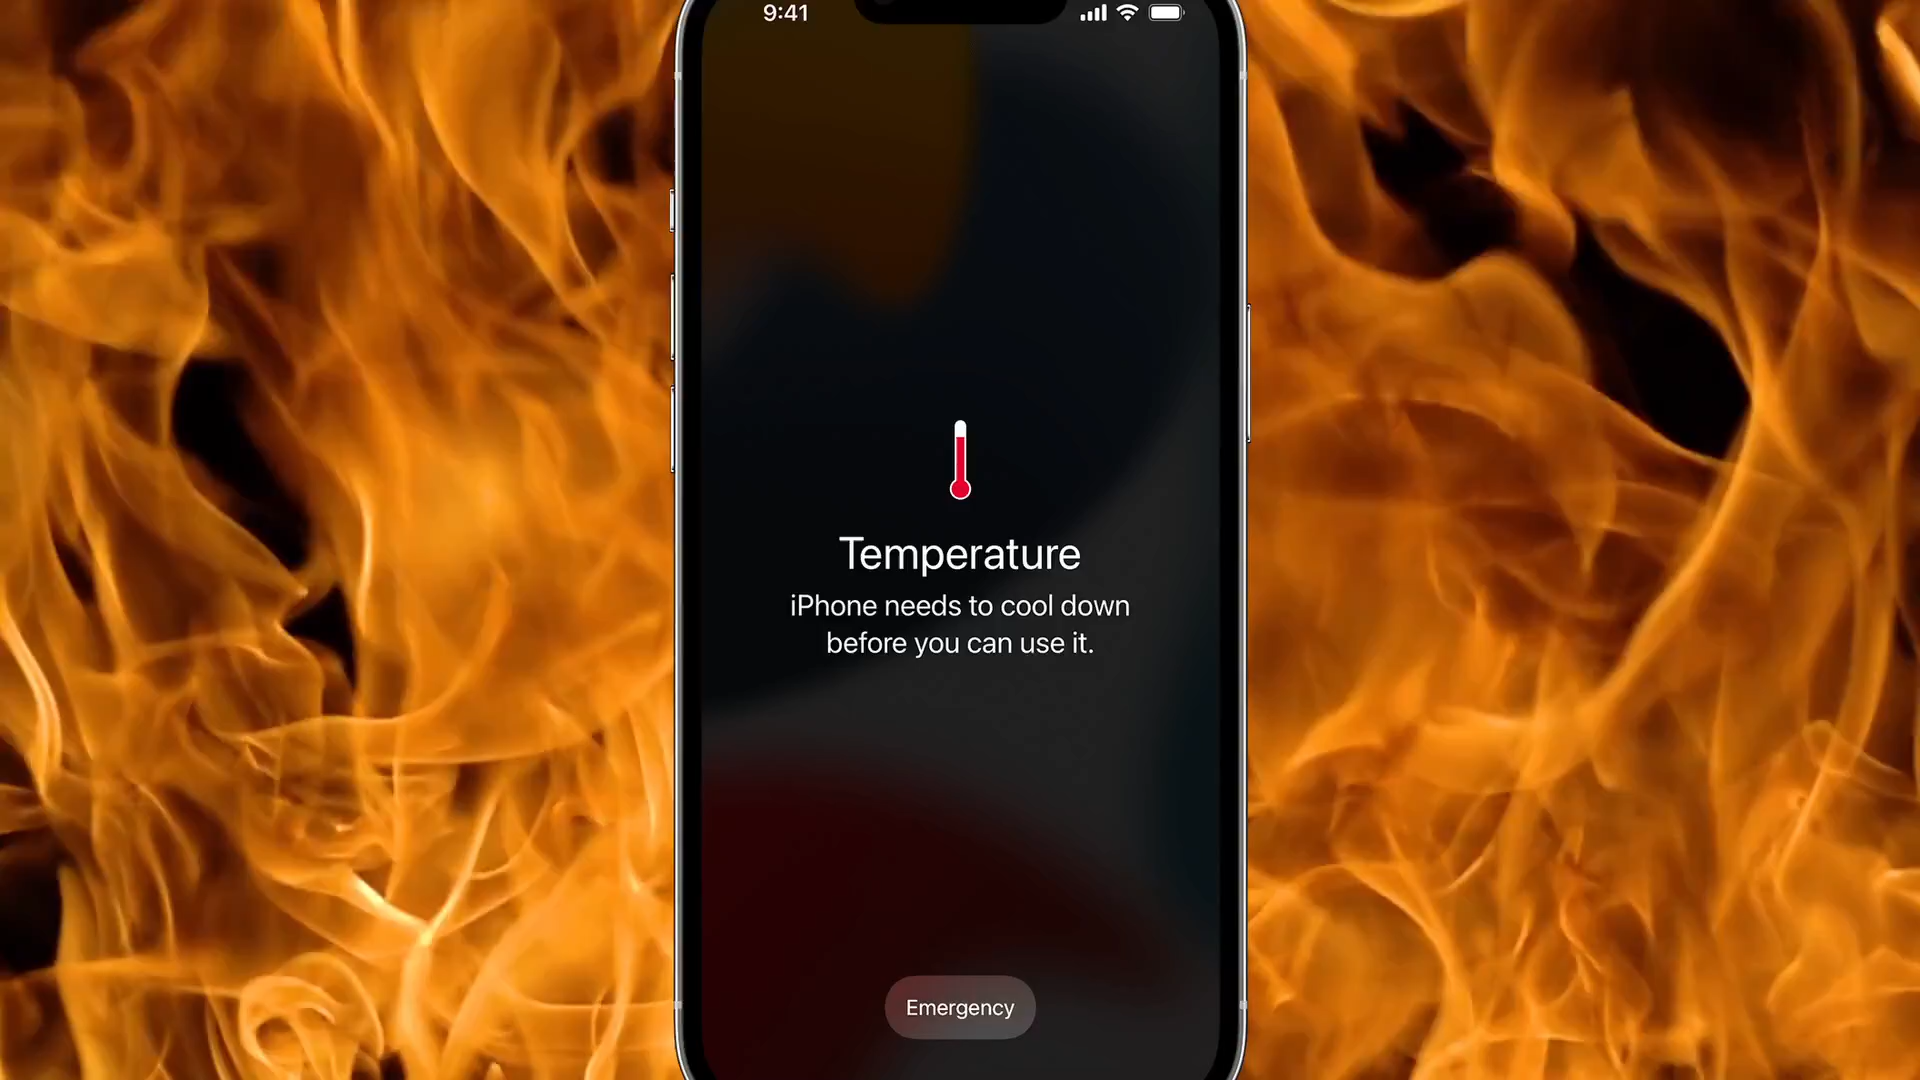 9:41
Temperature
iPhone needs to cool down
before you can use it.
Emergency